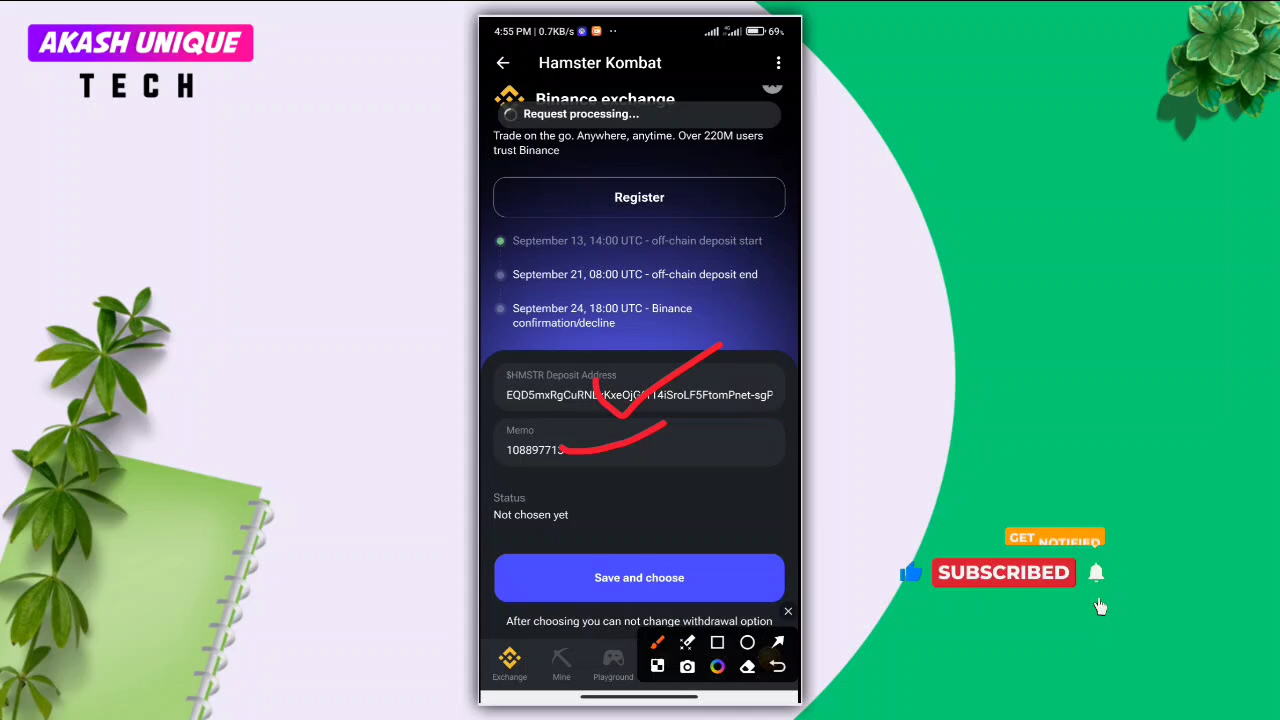 AKASH UNIQUE
TECH
4:55 PM | 0.7KB/s
4G
69%
Hamster Kombat
Binance exchange
Request processing...
Trade on the go. Anywhere, anytime. Over 220M users
trust Binance
Register
September 13, 14:00 UTC - off-chain deposit start
September 21, 08:00 UTC - off-chain deposit end
September 24, 18:00 UTC - Binance
confirmation/decline
$HMSTR Deposit Address
Memo
Status
Not chosen yet
Save and choose
After choosing you can not change withdrawal option
Exchange
Mine
Playground
GET NOTIFIED
SUBSCRIBED